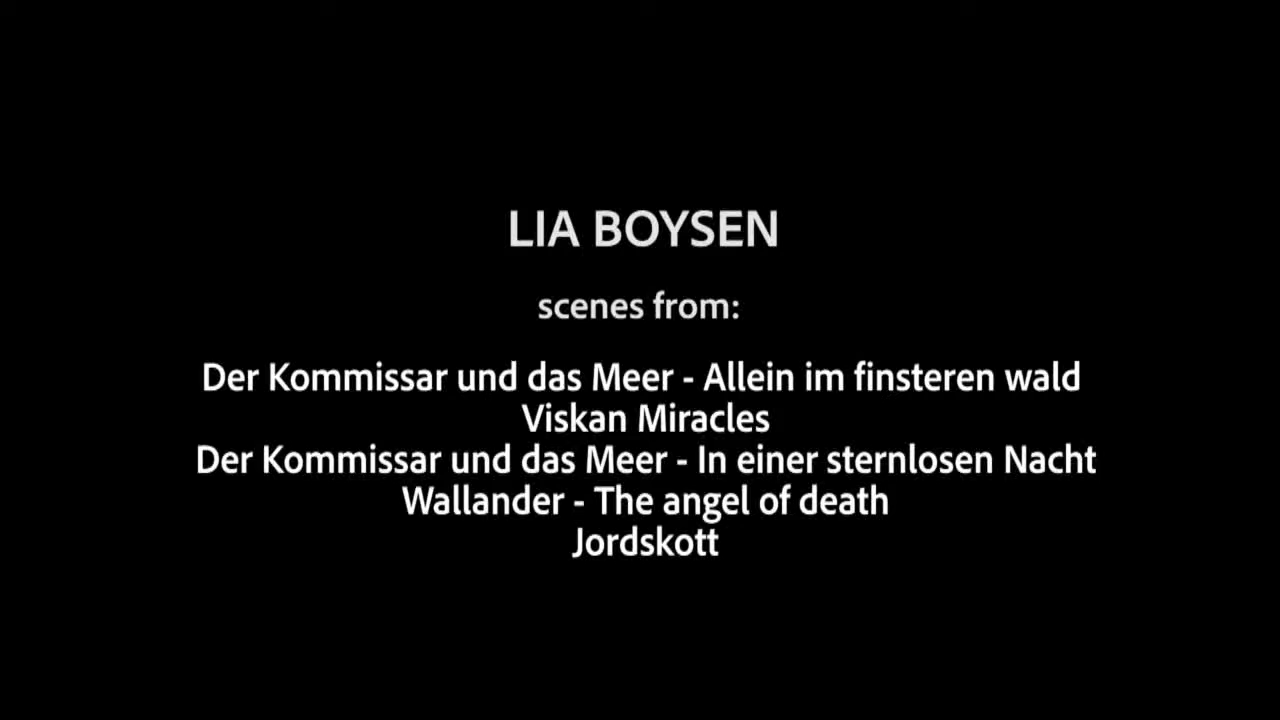 LIA BOYSEN
scenes from:
Der Kommissar und das Meer - Allein im finsteren wald
Viskan Miracles
Der Kommissar und das Meer - In einer sternlosen Nacht
Wallander - The angel of death
Jordskott